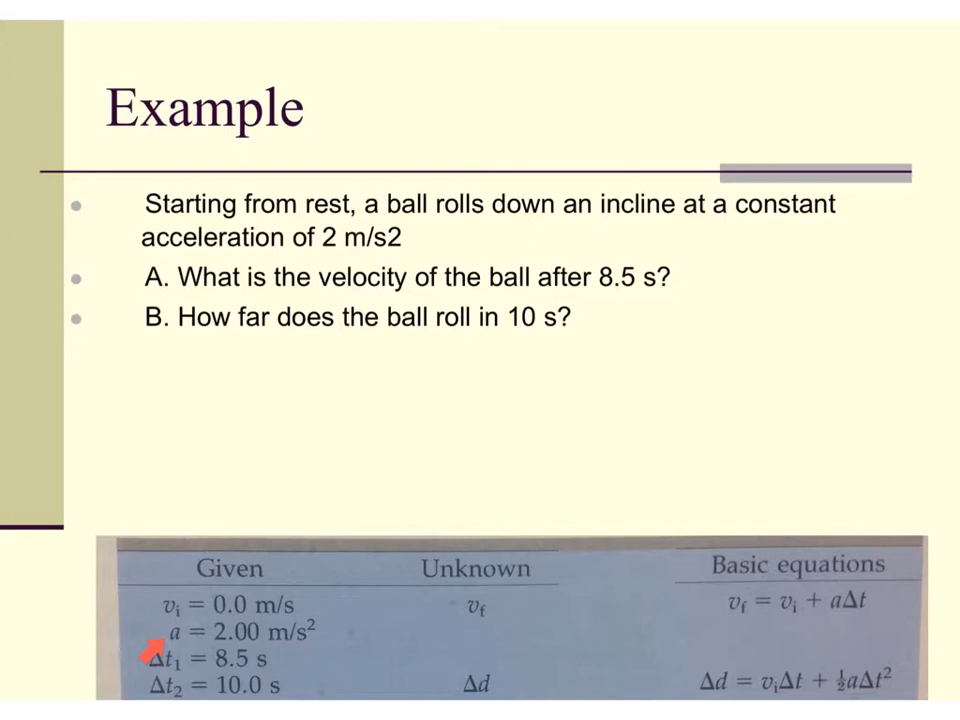 Example
Starting from rest, a ball rolls down an incline at a constant
acceleration of 2 m/s2
A. What is the velocity of the ball after 8.5 s?
B. How far does the ball roll in 10 s?
Given Unknown Basic equations
vᵢ = 0.0 m/s v_f v_f = vᵢ + aΔt
a = 2.00 m/s²
Δt₁ = 8.5 s
Δt₂ = 10.0 s Δd Δd = vᵢΔt + ½aΔt²